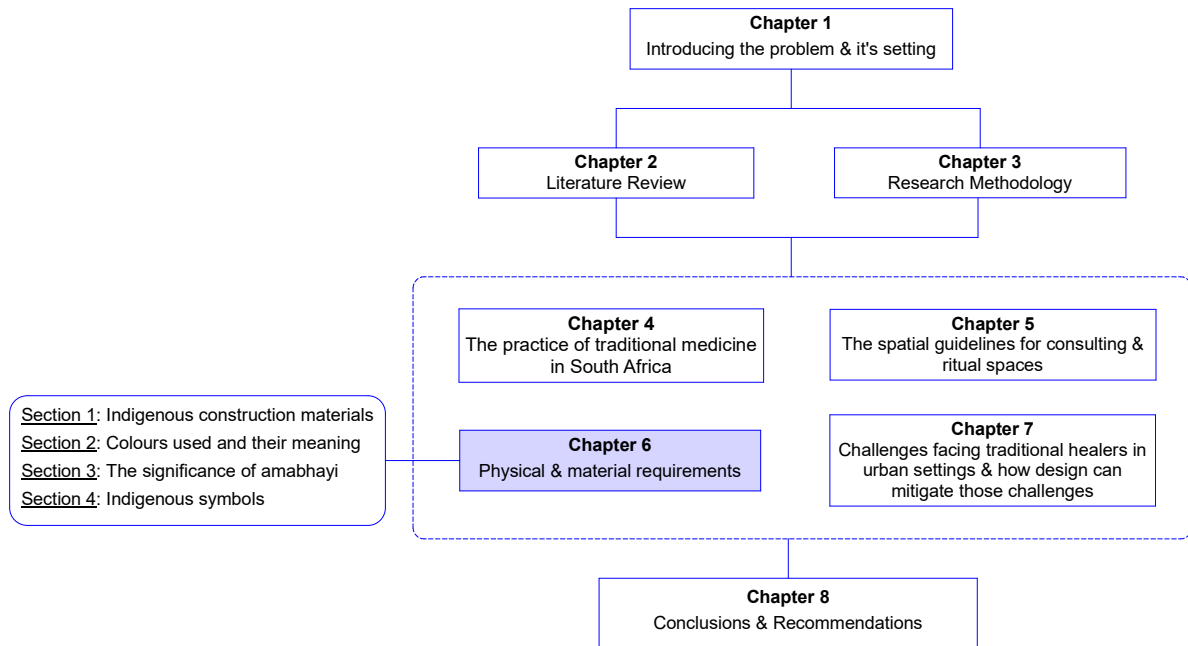 Chapter 1
Introducing the problem & it's setting
Chapter 2
Literature Review
Chapter 3
Research Methodology
Chapter 4
The practice of traditional medicine
in South Africa
Chapter 5
The spatial guidelines for consulting &
ritual spaces
Section 1: Indigenous construction materials
Section 2: Colours used and their meaning
Section 3: The significance of amabhayi
Section 4: Indigenous symbols
Chapter 6
Physical & material requirements
Chapter 7
Challenges facing traditional healers in
urban settings & how design can
mitigate those challenges
Chapter 8
Conclusions & Recommendations